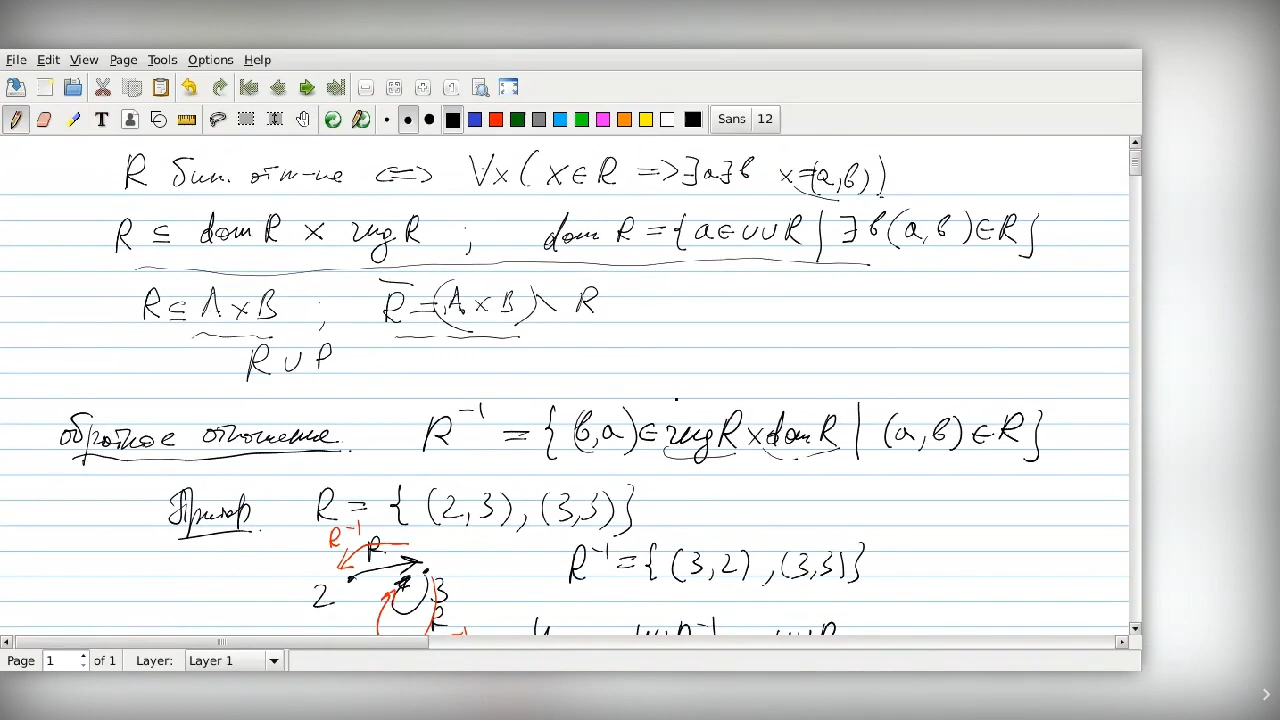 File Edit View Page Tools Options Help
Sans 12
R бин. отн-ие <=> ∀x (x ∈ R => ∃a ∃b x=(a,b))
R ⊆ dom R × rng R ; dom R = {a ∈ ∪∪R | ∃b (a,b) ∈ R}
R ⊆ A × B ; R̅ = (A × B) \ R
R ∪ P
обратное отношение. R⁻¹ = {(b,a) ∈ rng R × dom R | (a,b) ∈ R}
Пример. R = {(2,3), (3,3)}
R⁻¹
R
R⁻¹ = {(3,2), (3,3)}
2 3
R
Page 1 of 1 Layer: Layer 1